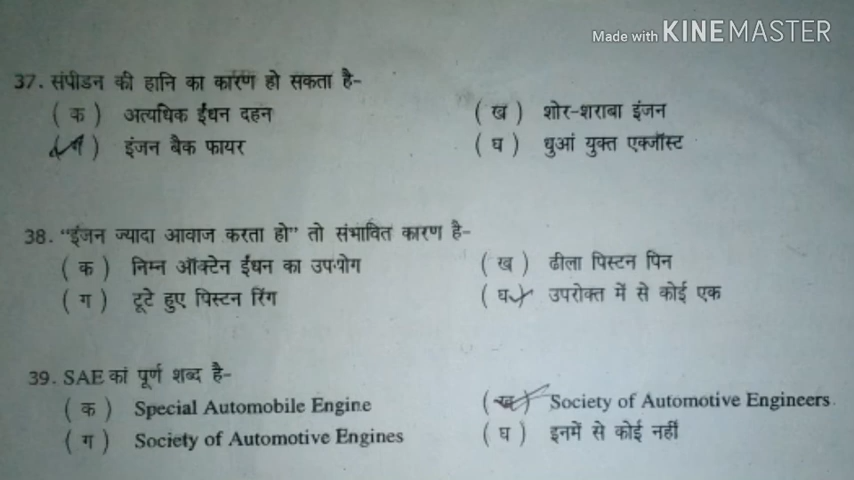 Made with KINEMASTER
37. संपीडन की हानि का कारण हो सकता है-
( क ) अत्यधिक ईंधन दहन ( ख ) शोर-शराबा इंजन
( ग ) इंजन बैक फायर ( घ ) धुआं युक्त एक्जॉस्ट
38. “इंजन ज्यादा आवाज करता हो” तो संभावित कारण है-
( क ) निम्न ऑक्टेन ईंधन का उपयोग ( ख ) ढीला पिस्टन पिन
( ग ) टूटे हुए पिस्टन रिंग ( घ ) उपरोक्त में से कोई एक
39. SAE कां पूर्ण शब्द है-
( क ) Special Automobile Engine ( ख ) Society of Automotive Engineers.
( ग ) Society of Automotive Engines ( घ ) इनमें से कोई नहीं